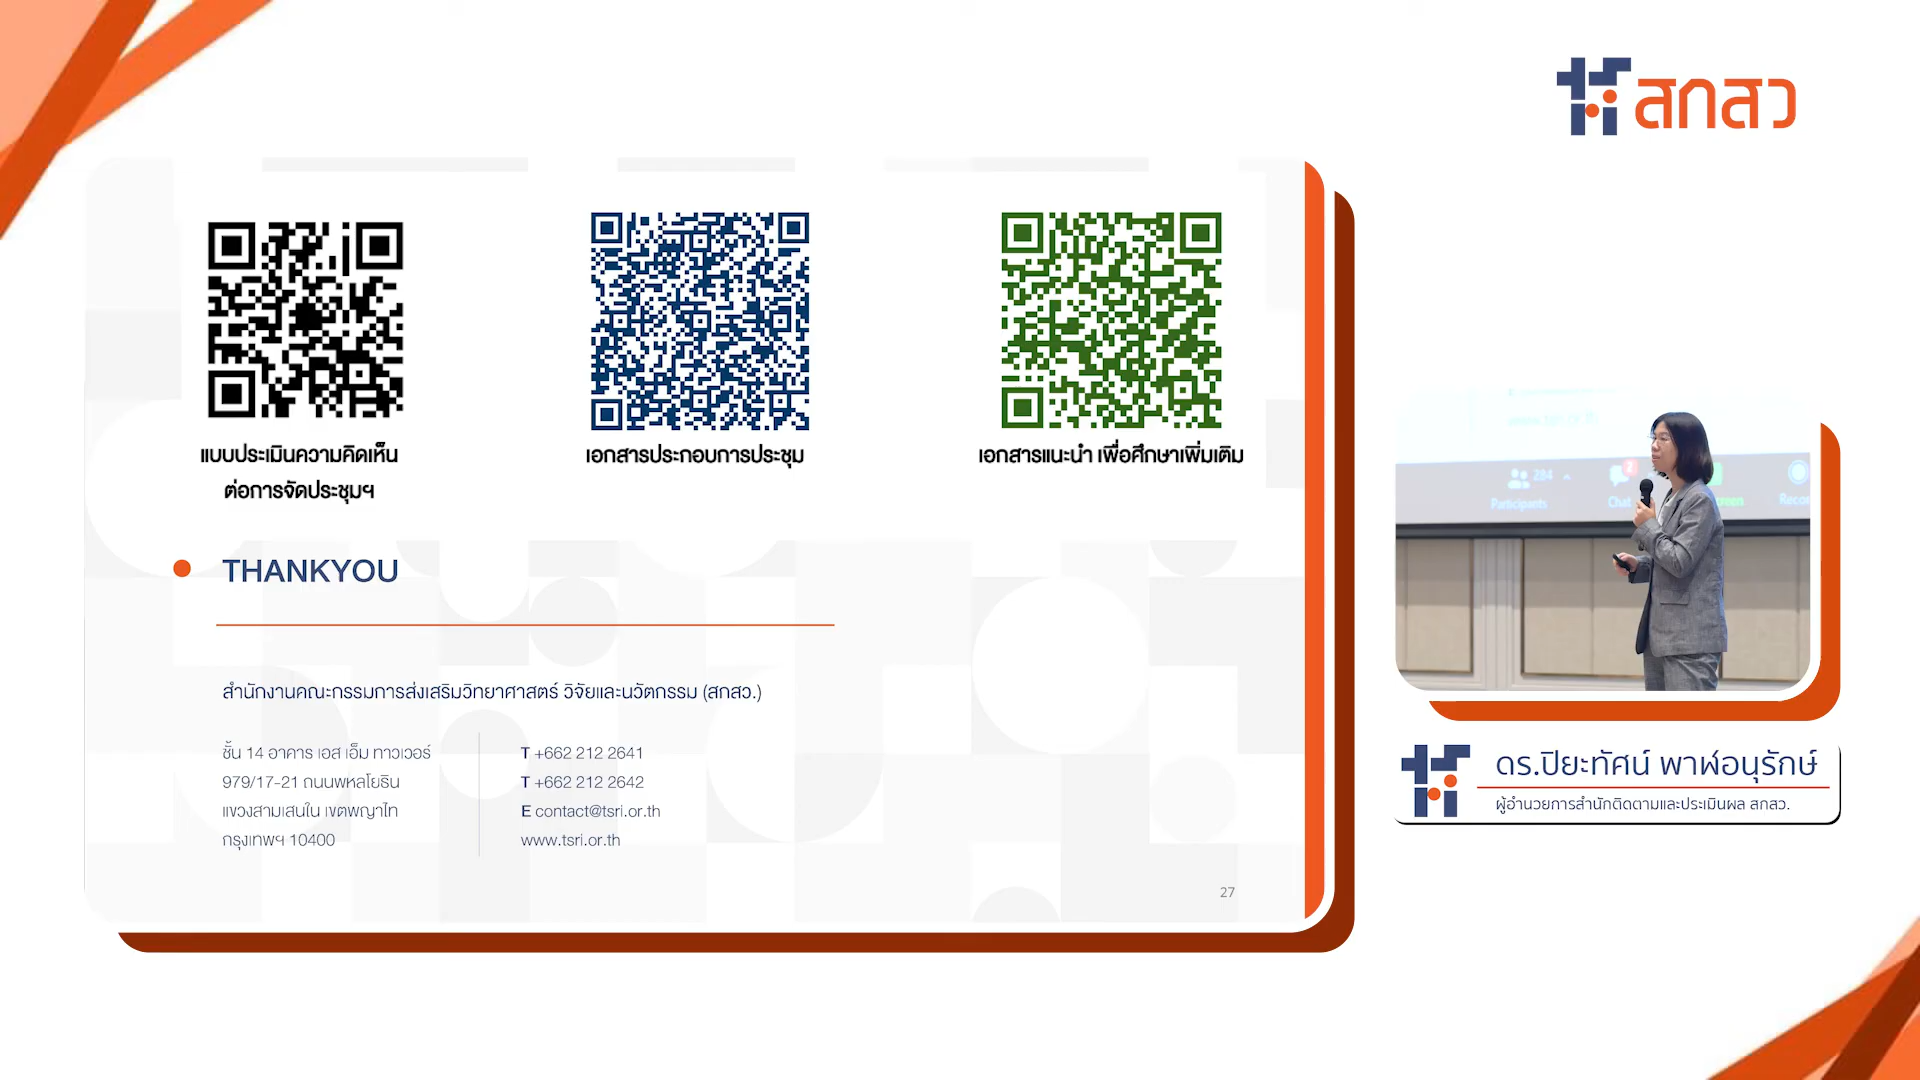 สกสว
แบบประเมินความคิดเห็น
ต่อการจัดประชุมฯ
เอกสารประกอบการประชุม
เอกสารแนะนำ เพื่อศึกษาเพิ่มเติม
THANKYOU
สำนักงานคณะกรรมการส่งเสริมวิทยาศาสตร์ วิจัยและนวัตกรรม (สกสว.)
ชั้น 14 อาคาร เอส เอ็ม ทาวเวอร์
979/17-21 ถนนพหลโยธิน
แขวงสามเสนใน เขตพญาไท
กรุงเทพฯ 10400
T +662 212 2641
T +662 212 2642
E contact@tsri.or.th
www.tsri.or.th
27
284
2
Participants
Chat
ดร.ปิยะทัศน์ พาฬอนุรักษ์
ผู้อำนวยการสำนักติดตามและประเมินผล สกสว.